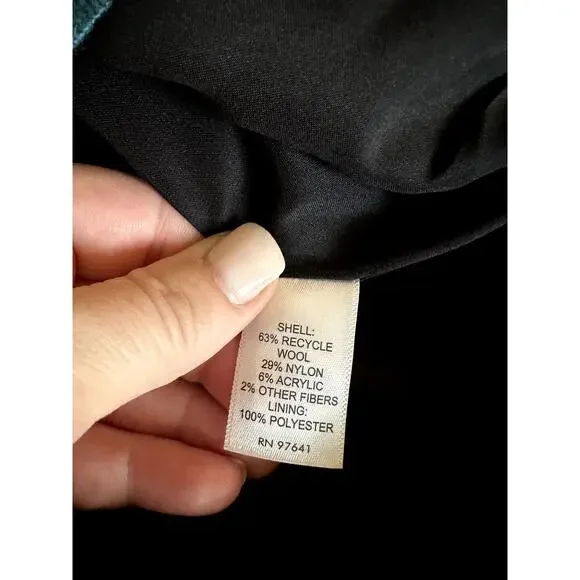 SHELL:
63% RECYCLE
WOOL
29% NYLON
6% ACRYLIC
2% OTHER FIBERS
LINING:
100% POLYESTER
RN 97641